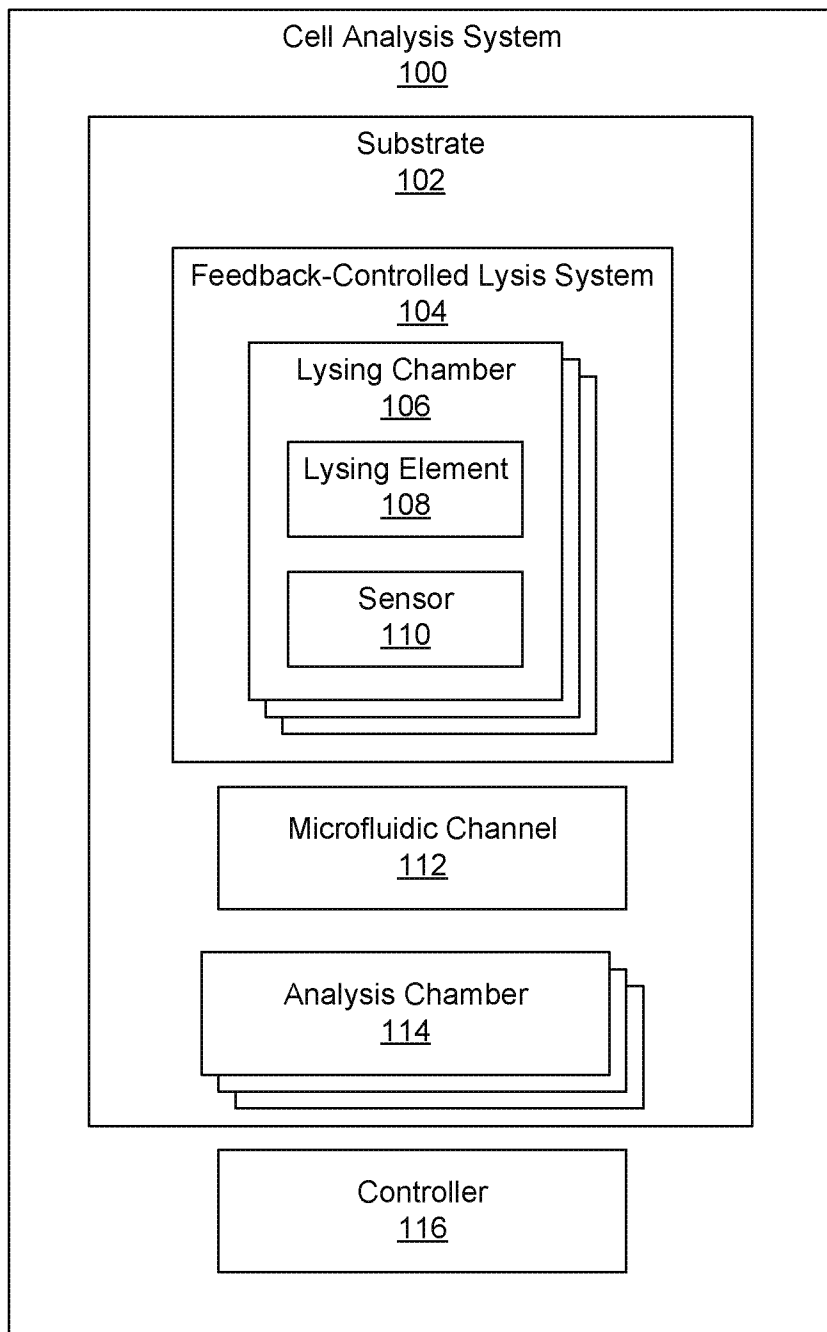 Cell Analysis System
100
Substrate
102
Feedback-Controlled Lysis System
104
Lysing Chamber
106
Lysing Element
108
Sensor
110
Microfluidic Channel
112
Analysis Chamber
114
Controller
116